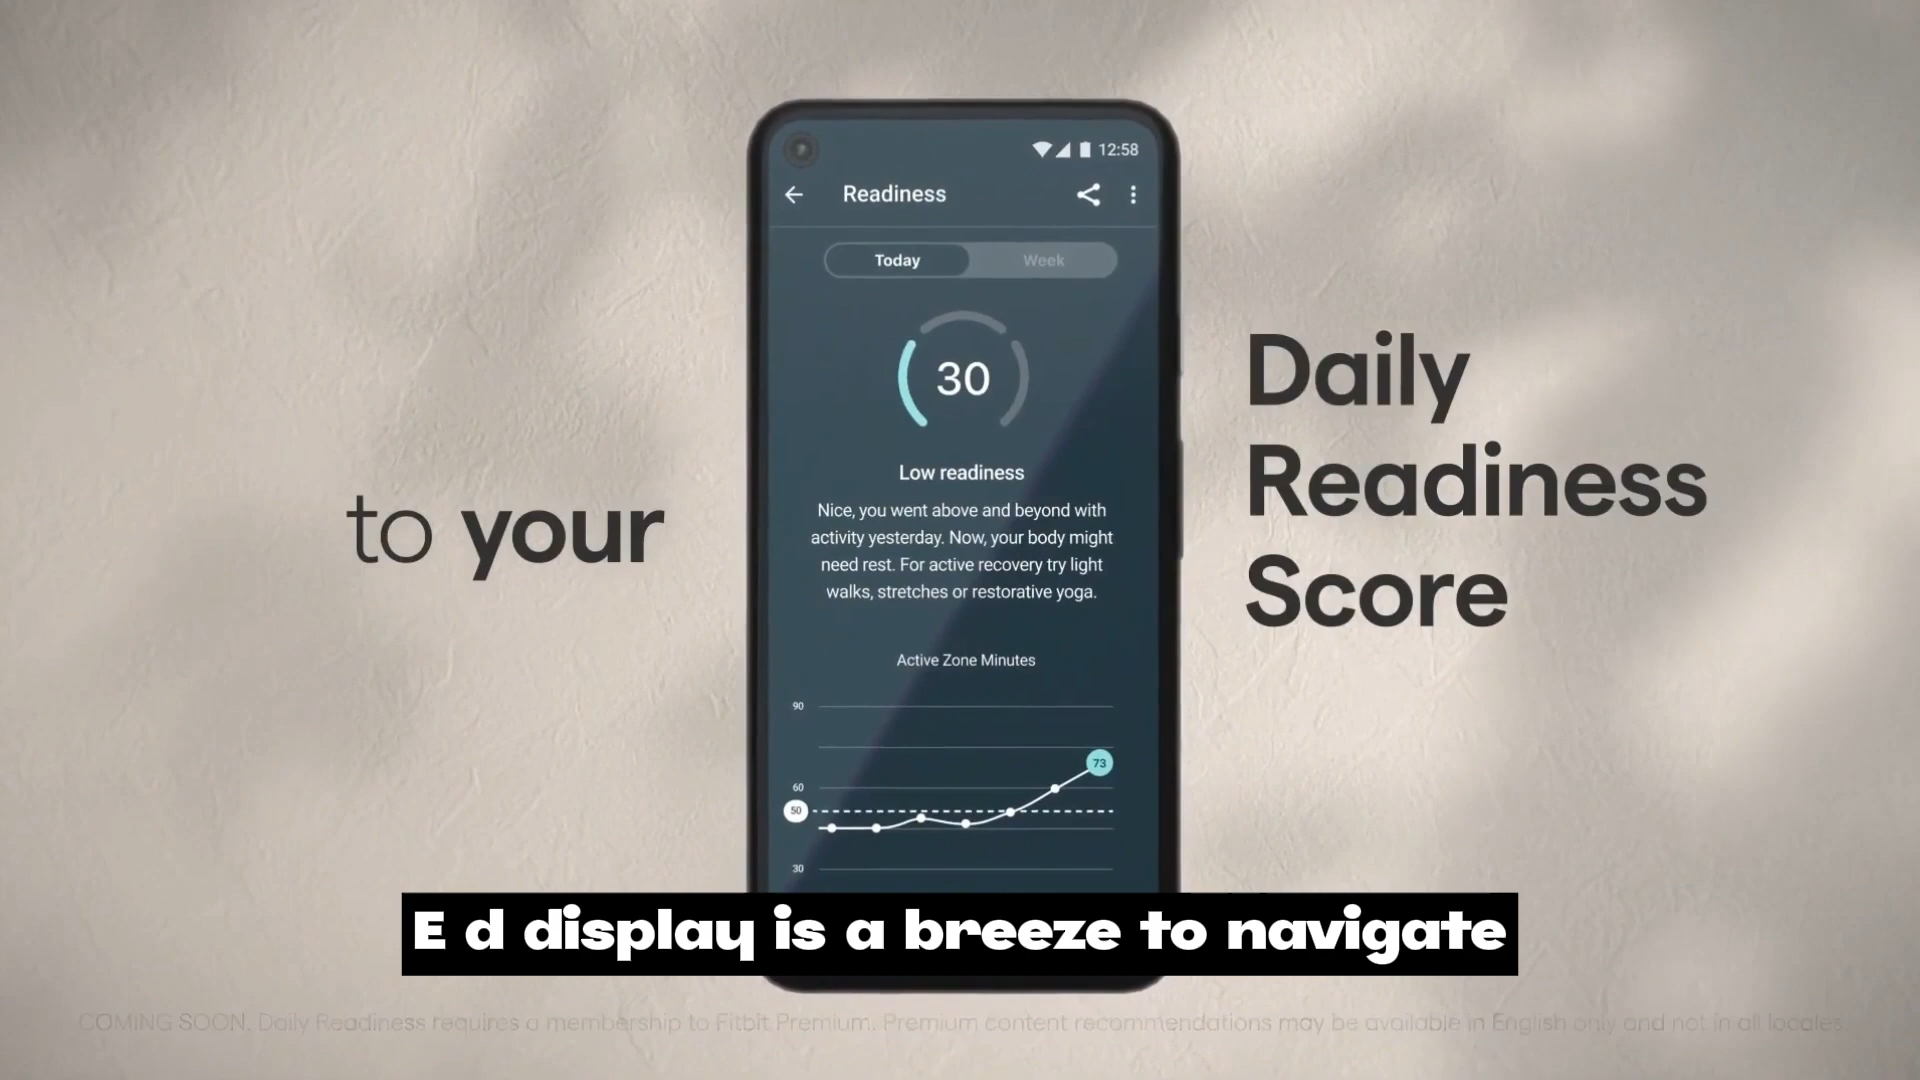 to your
12:58
Readiness
Today
Week
30
Low readiness
Nice, you went above and beyond with
activity yesterday. Now, your body might
need rest. For active recovery try light
walks, stretches or restorative yoga.
Active Zone Minutes
90
73
60
50
30
Daily
Readiness
Score
E d display is a breeze to navigate
COMING SOON. Daily Readiness requires a membership to Fitbit Premium. Premium content recommendations may be available in English only and not in all locales.